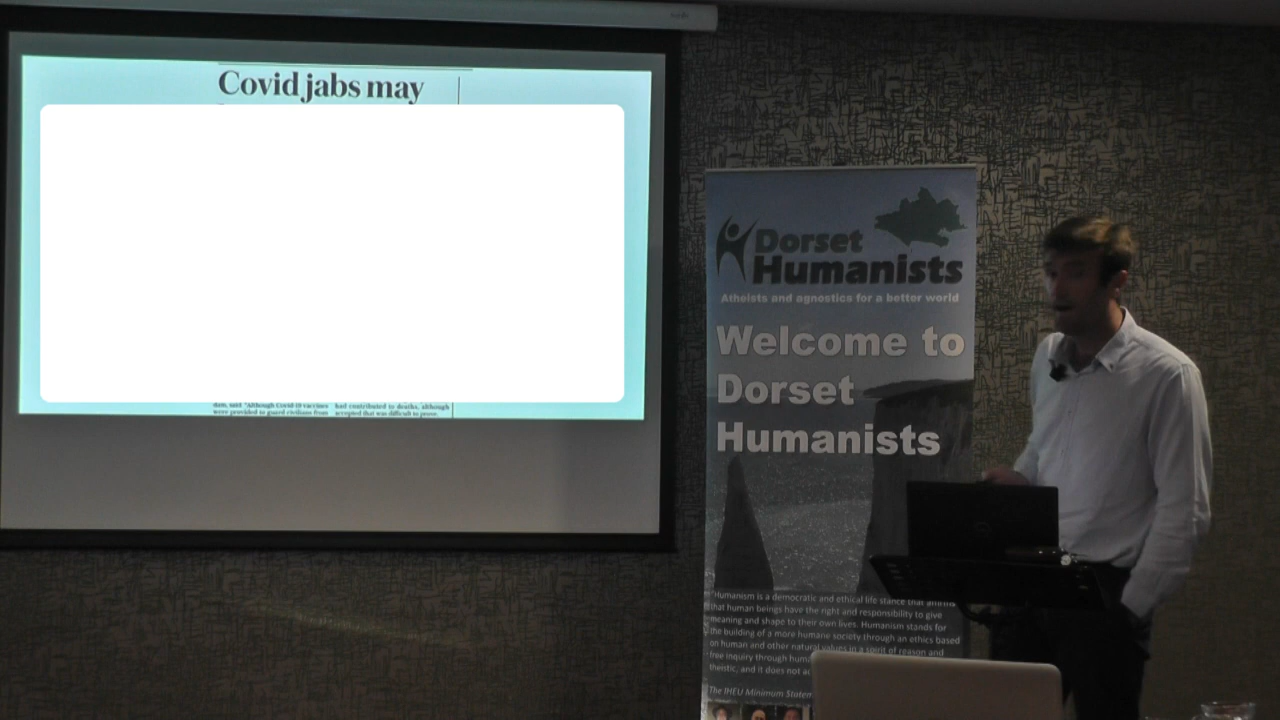 Covid jabs may
dam, said "Although Covid-19 vaccines
were provided to guard civilians from
had contributed to deaths, although
accepted that was difficult to prove.
Dorset
Humanists
Atheists and agnostics for a better world
Welcome to
Dorset
Humanists
"Humanism is a democratic and ethical life stance that affirms
that human beings have the right and responsibility to give
meaning and shape to their own lives. Humanism stands for
the building of a more humane society through an ethics based
on human and other natural values in a spirit of reason and
free inquiry through huma
theistic, and it does not ac
The IHEU Minimum Statem